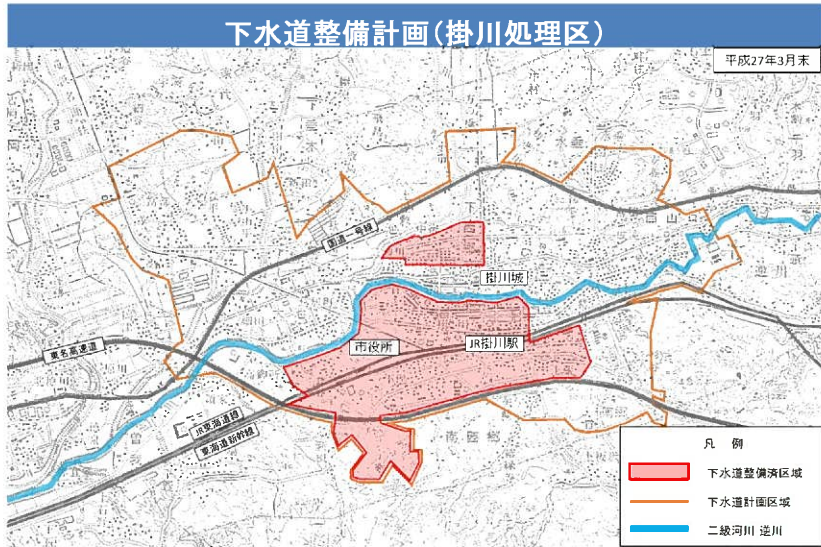 下水道整備計画(掛川処理区)
平成27年3月末
国道一号線
掛川城
逆川
東名高速道
市役所
JR掛川駅
JR東海道線
東海道新幹線
南西郷
凡 例
下水道整備済区域
下水道計画区域
二級河川 逆川